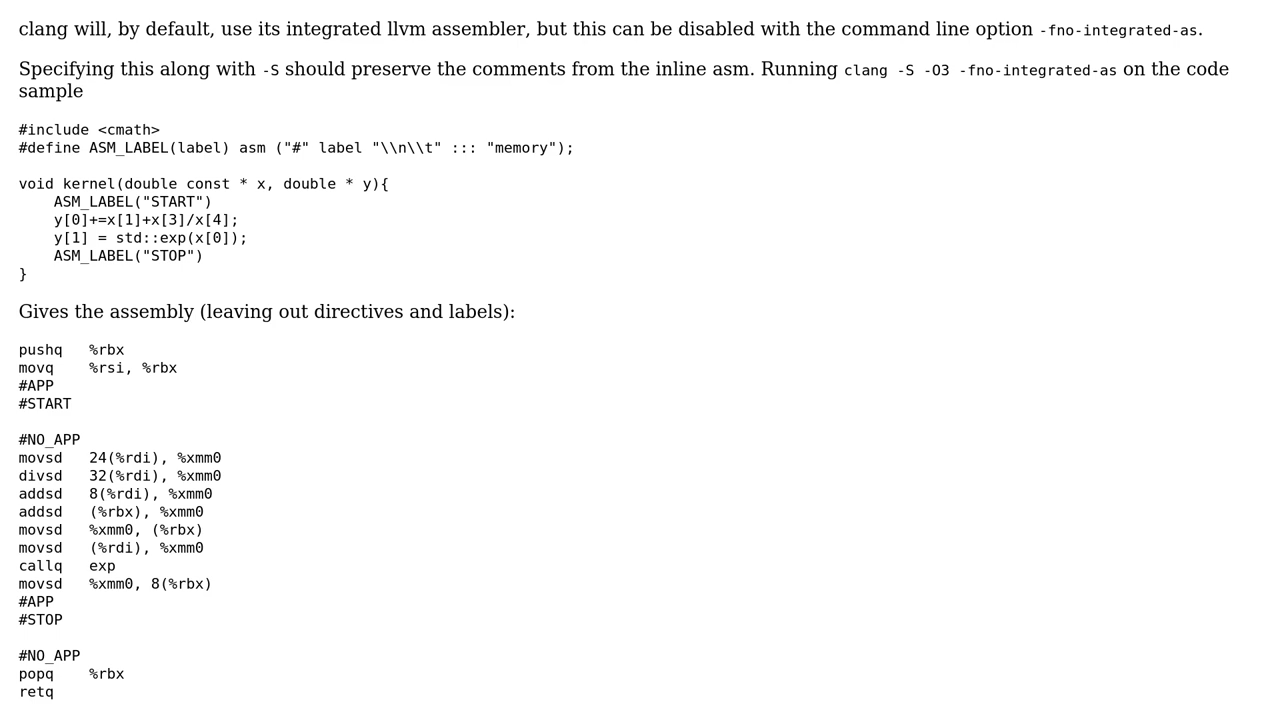 clang will, by default, use its integrated llvm assembler, but this can be disabled with the command line option -fno-integrated-as.
Specifying this along with -S should preserve the comments from the inline asm. Running clang -S -O3 -fno-integrated-as on the code
sample
#include <cmath>
#define ASM_LABEL(label) asm ("#" label "\\n\\t" ::: "memory");
void kernel(double const * x, double * y){
    ASM_LABEL("START")
    y[0]+=x[1]+x[3]/x[4];
    y[1] = std::exp(x[0]);
    ASM_LABEL("STOP")
}
Gives the assembly (leaving out directives and labels):
pushq   %rbx
movq    %rsi, %rbx
#APP
#START
#NO_APP
movsd   24(%rdi), %xmm0
divsd   32(%rdi), %xmm0
addsd   8(%rdi), %xmm0
addsd   (%rbx), %xmm0
movsd   %xmm0, (%rbx)
movsd   (%rdi), %xmm0
callq   exp
movsd   %xmm0, 8(%rbx)
#APP
#STOP
#NO_APP
popq    %rbx
retq